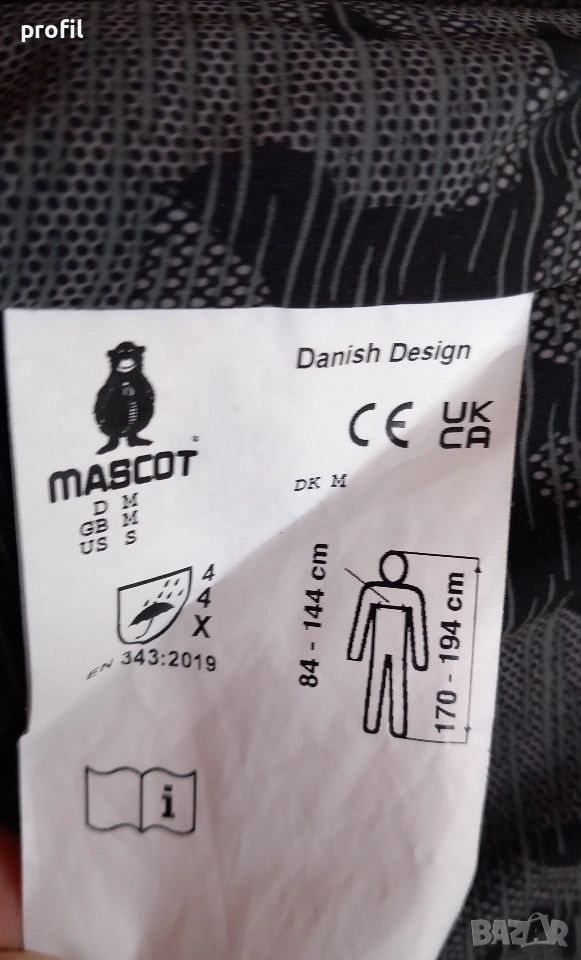 profil
Danish Design
MASCOT
CE UK
CA
D M
GB M
US S
DK M
4
4
X
EN 343:2019
84 - 144 cm
170 - 194 cm
i
BAZAR